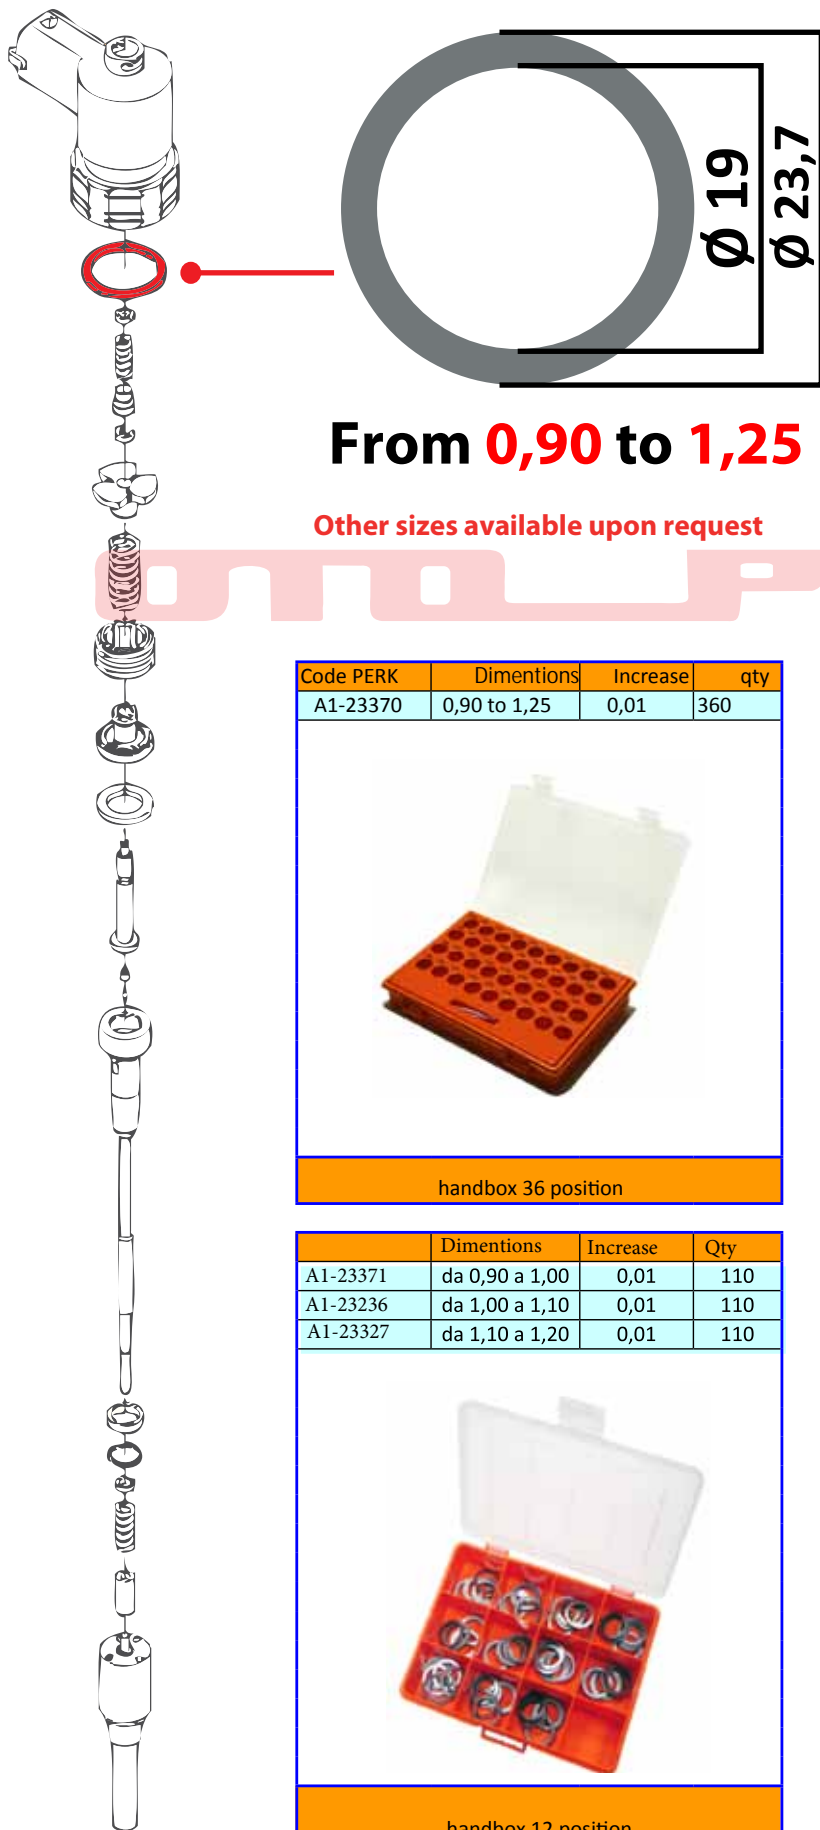 Ø 19
Ø 23,7
From 0,90 to 1,25
Other sizes available upon request
OTO_P
Code PERK Dimentions Increase qty
A1-23370 0,90 to 1,25 0,01 360
handbox 36 position
Dimentions Increase Qty
A1-23371 da 0,90 a 1,00 0,01 110
A1-23236 da 1,00 a 1,10 0,01 110
A1-23327 da 1,10 a 1,20 0,01 110
handbox 12 position